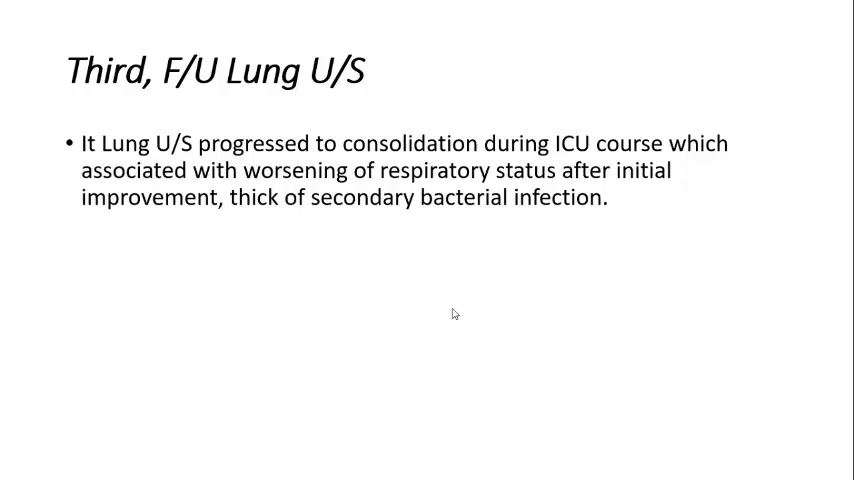 Third, F/U Lung U/S
• It Lung U/S progressed to consolidation during ICU course which
associated with worsening of respiratory status after initial
improvement, thick of secondary bacterial infection.